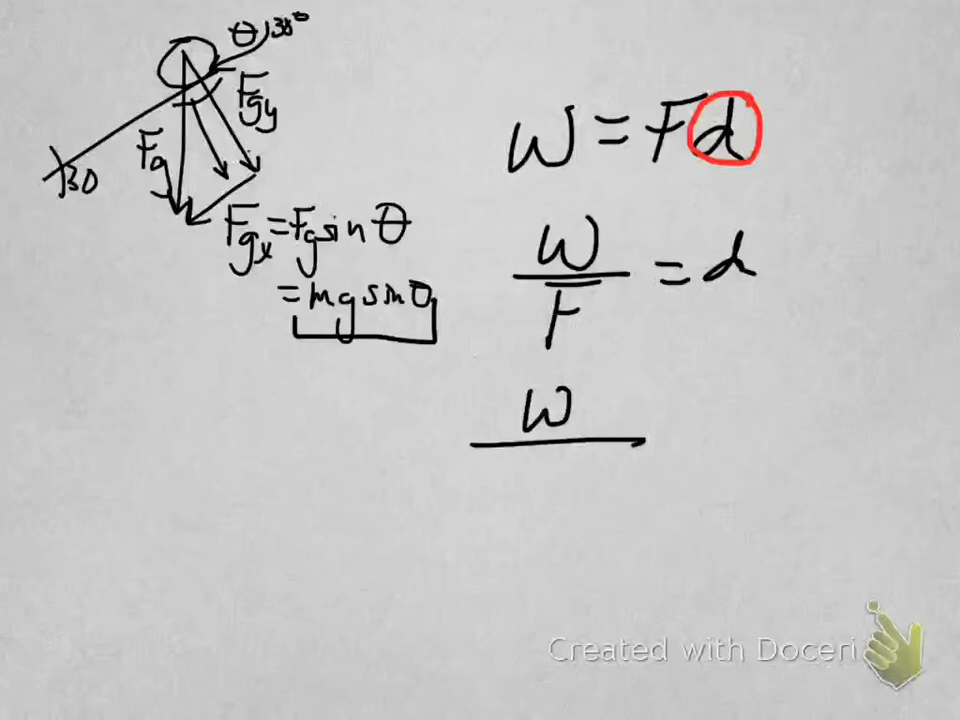 θ 30°
Fgy
Fg
30
Fgx = Fg sin θ
= mg sin θ
W = Fd
W
F
= d
W
Created with Doceri